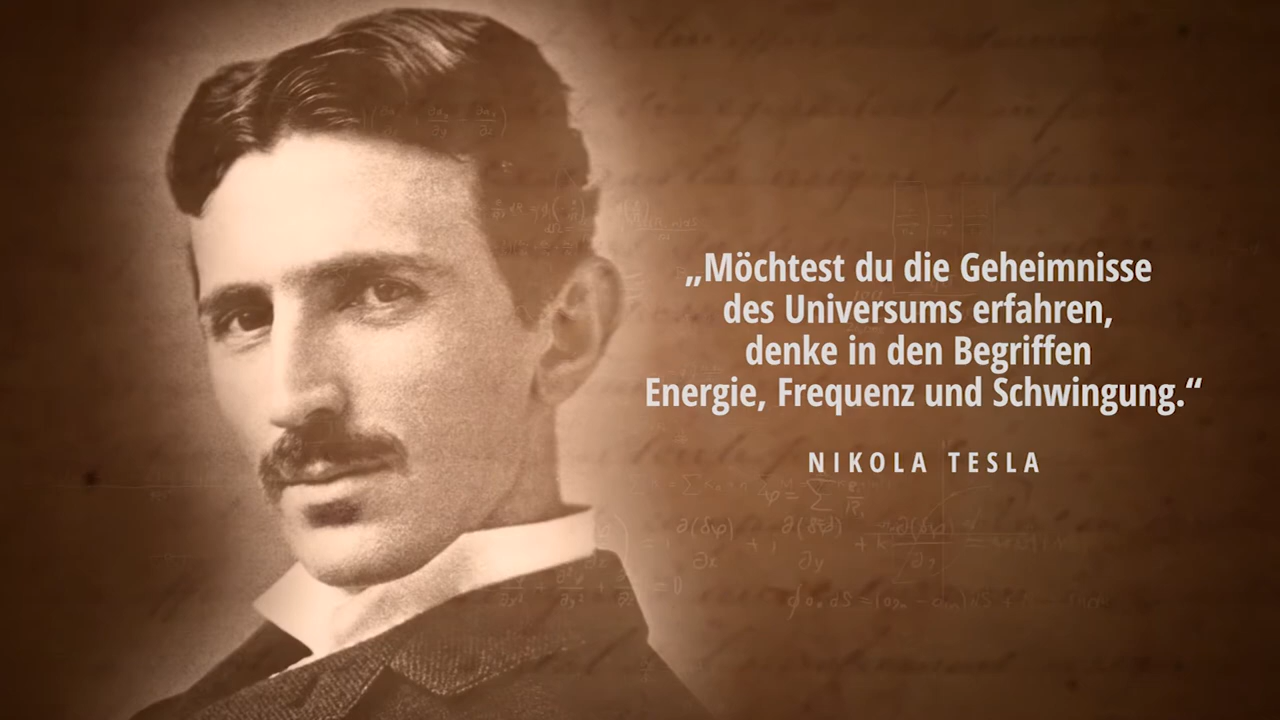 „Möchtest du die Geheimnisse
des Universums erfahren,
denke in den Begriffen
Energie, Frequenz und Schwingung.“
NIKOLA TESLA